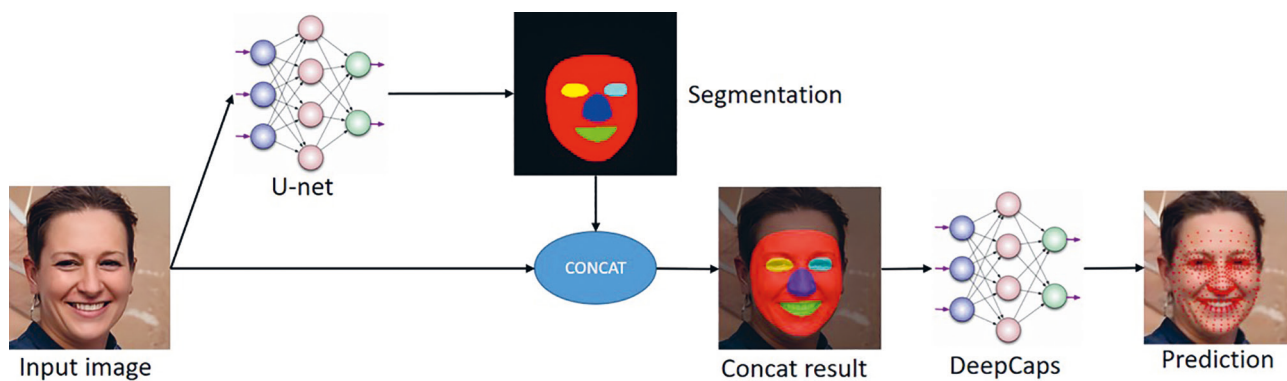 U-net
Segmentation
CONCAT
Input image
Concat result
DeepCaps
Prediction